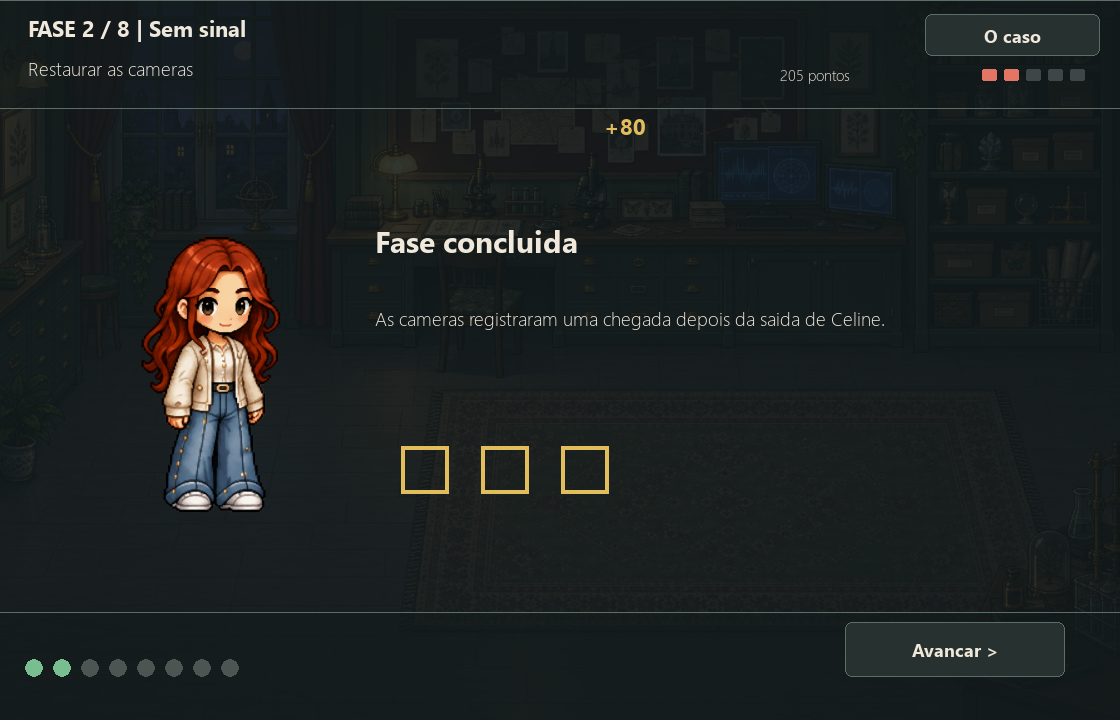 FASE 2 / 8 | Sem sinal
O caso
Restaurar as cameras
205 pontos
+80
Fase concluida
As cameras registraram uma chegada depois da saida de Celine.
Avancar >